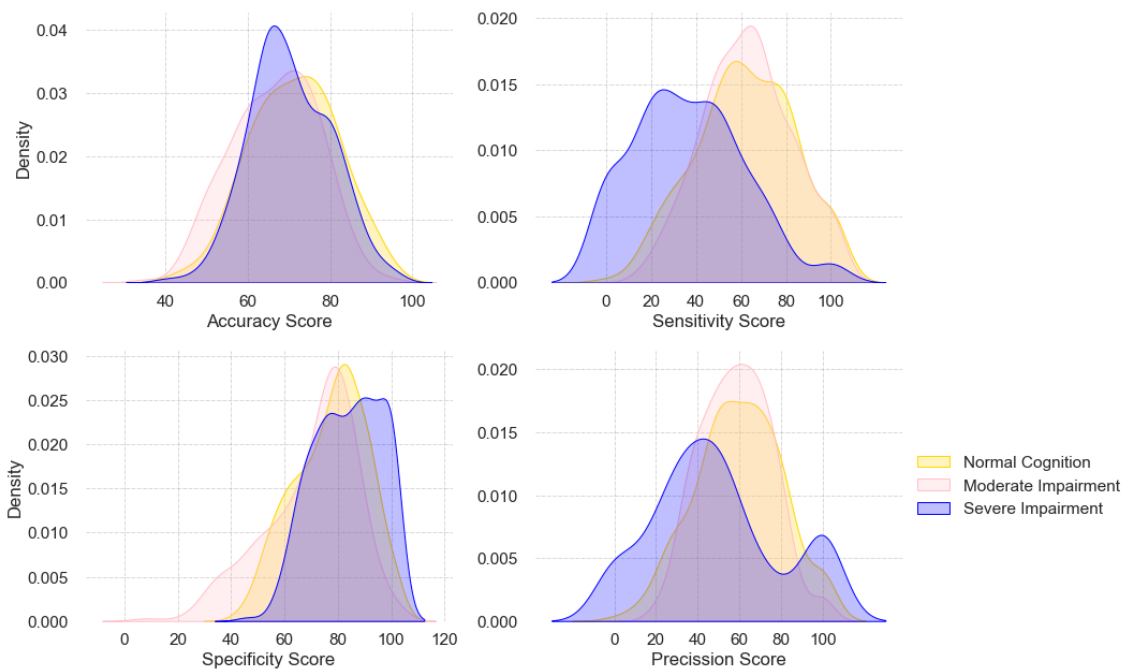 0.04
0.03
0.02
0.01
0.00
Density
40 60 80 100
Accuracy Score
0.020
0.015
0.010
0.005
0.000
0 20 40 60 80 100
Sensitivity Score
0.030
0.025
0.020
0.015
0.010
0.005
0.000
Density
0 20 40 60 80 100 120
Specificity Score
0.020
0.015
0.010
0.005
0.000
0 20 40 60 80 100
Precission Score
Normal Cognition
Moderate Impairment
Severe Impairment